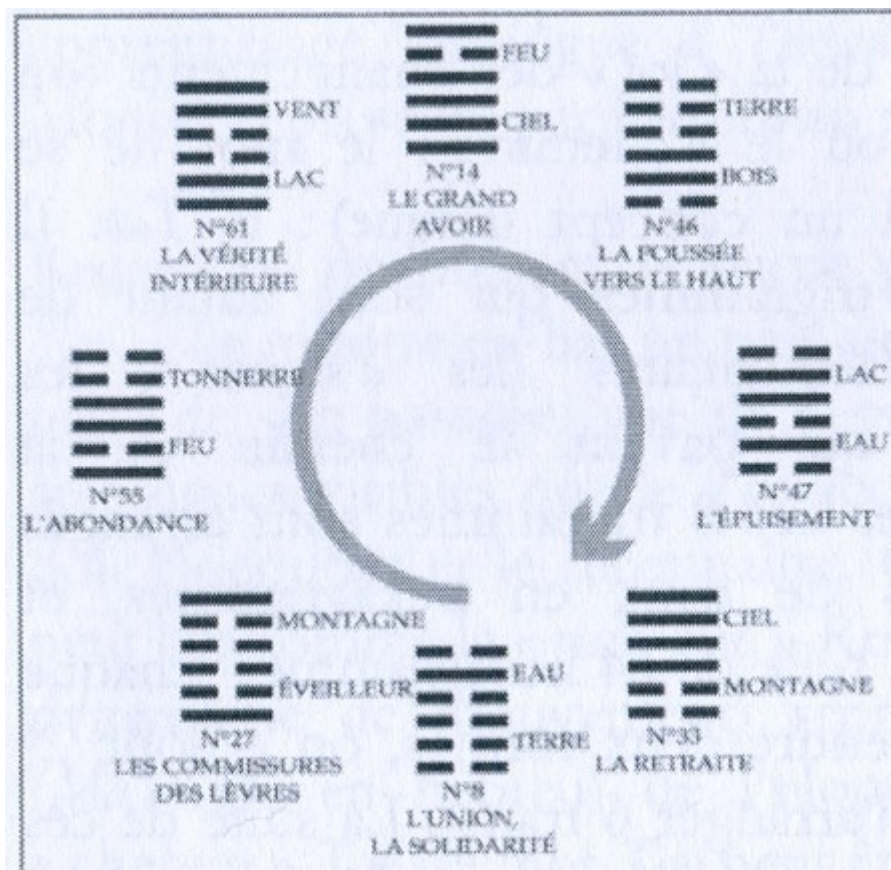 FEU
CIEL
N°14
LE GRAND
AVOIR
VENT
LAC
N°61
LA VÉRITÉ
INTÉRIEURE
TERRE
BOIS
N°46
LA POUSSÉE
VERS LE HAUT
TONNERRE
FEU
N°55
L'ABONDANCE
LAC
EAU
N°47
L'ÉPUISEMENT
MONTAGNE
ÉVEILLEUR
N°27
LES COMMISSURES
DES LÈVRES
EAU
TERRE
N°8
L'UNION,
LA SOLIDARITÉ
CIEL
MONTAGNE
N°33
LA RETRAITE